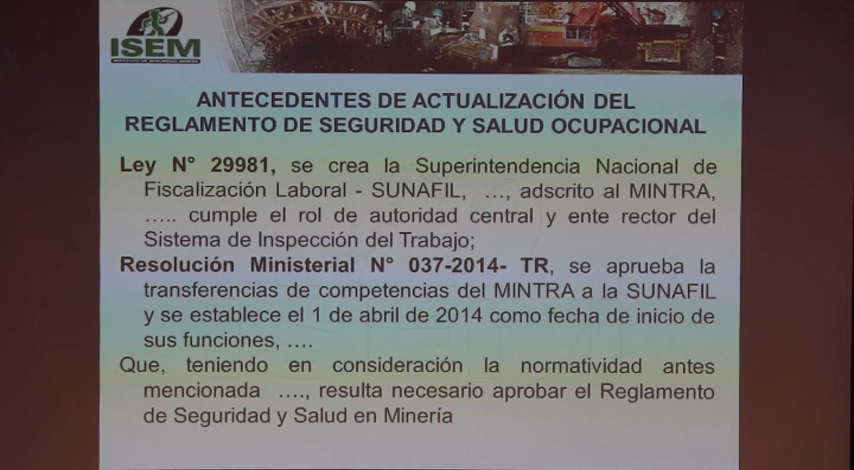 ISEM
INSTITUTO DE SEGURIDAD MINERA
ANTECEDENTES DE ACTUALIZACIÓN DEL
REGLAMENTO DE SEGURIDAD Y SALUD OCUPACIONAL
Ley N° 29981, se crea la Superintendencia Nacional de
Fiscalización Laboral - SUNAFIL, …, adscrito al MINTRA,
….. cumple el rol de autoridad central y ente rector del
Sistema de Inspección del Trabajo;
Resolución Ministerial N° 037-2014- TR, se aprueba la
transferencias de competencias del MINTRA a la SUNAFIL
y se establece el 1 de abril de 2014 como fecha de inicio de
sus funciones, ….
Que, teniendo en consideración la normatividad antes
mencionada …., resulta necesario aprobar el Reglamento
de Seguridad y Salud en Minería